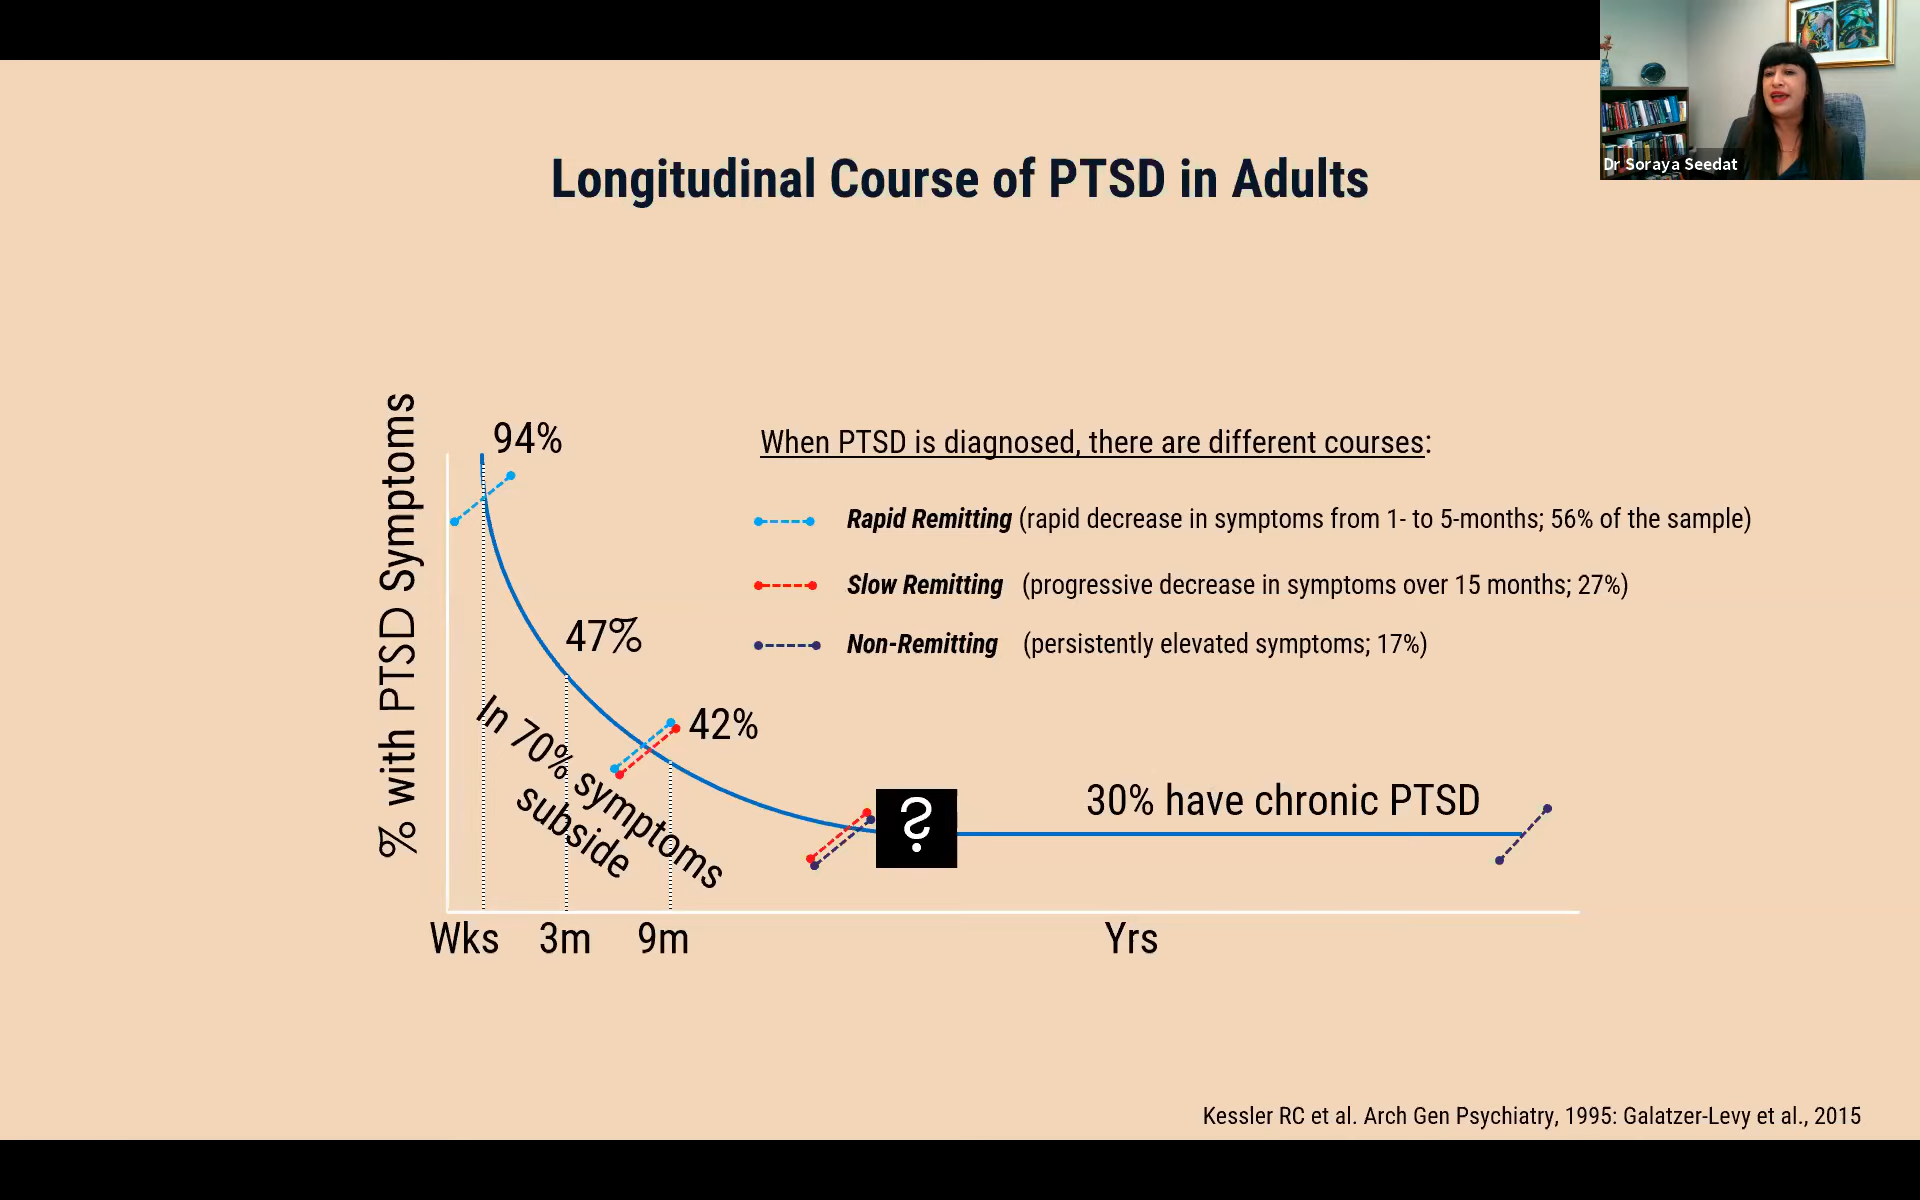 Dr Soraya Seedat
Longitudinal Course of PTSD in Adults
% with PTSD Symptoms
94%
47%
42%
In 70% symptoms
subside
When PTSD is diagnosed, there are different courses:
Rapid Remitting (rapid decrease in symptoms from 1- to 5-months; 56% of the sample)
Slow Remitting (progressive decrease in symptoms over 15 months; 27%)
Non-Remitting (persistently elevated symptoms; 17%)
?
30% have chronic PTSD
Wks 3m 9m Yrs
Kessler RC et al. Arch Gen Psychiatry, 1995: Galatzer-Levy et al., 2015